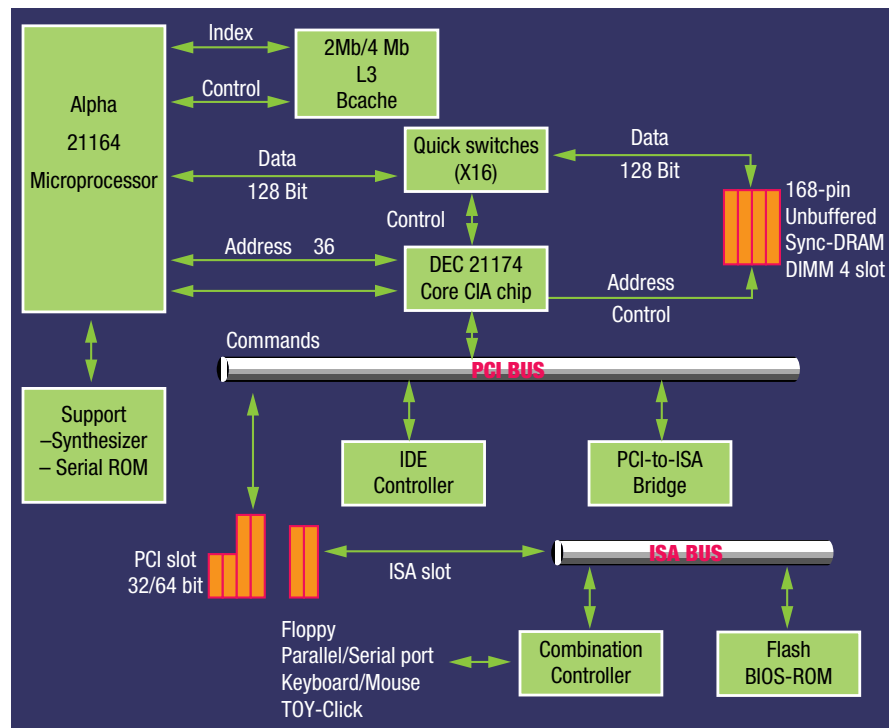 Alpha
21164
Microprocessor
Index
Control
2Mb/4 Mb
L3
Bcache
Data
128 Bit
Quick switches
(X16)
Data
128 Bit
168-pin
Unbuffered
Sync-DRAM
DIMM 4 slot
Control
Address 36
DEC 21174
Core CIA chip
Address
Control
Commands
PCI BUS
Support
–Synthesizer
– Serial ROM
IDE
Controller
PCI-to-ISA
Bridge
PCI slot
32/64 bit
ISA slot
ISA BUS
Floppy
Parallel/Serial port
Keyboard/Mouse
TOY-Click
Combination
Controller
Flash
BIOS-ROM